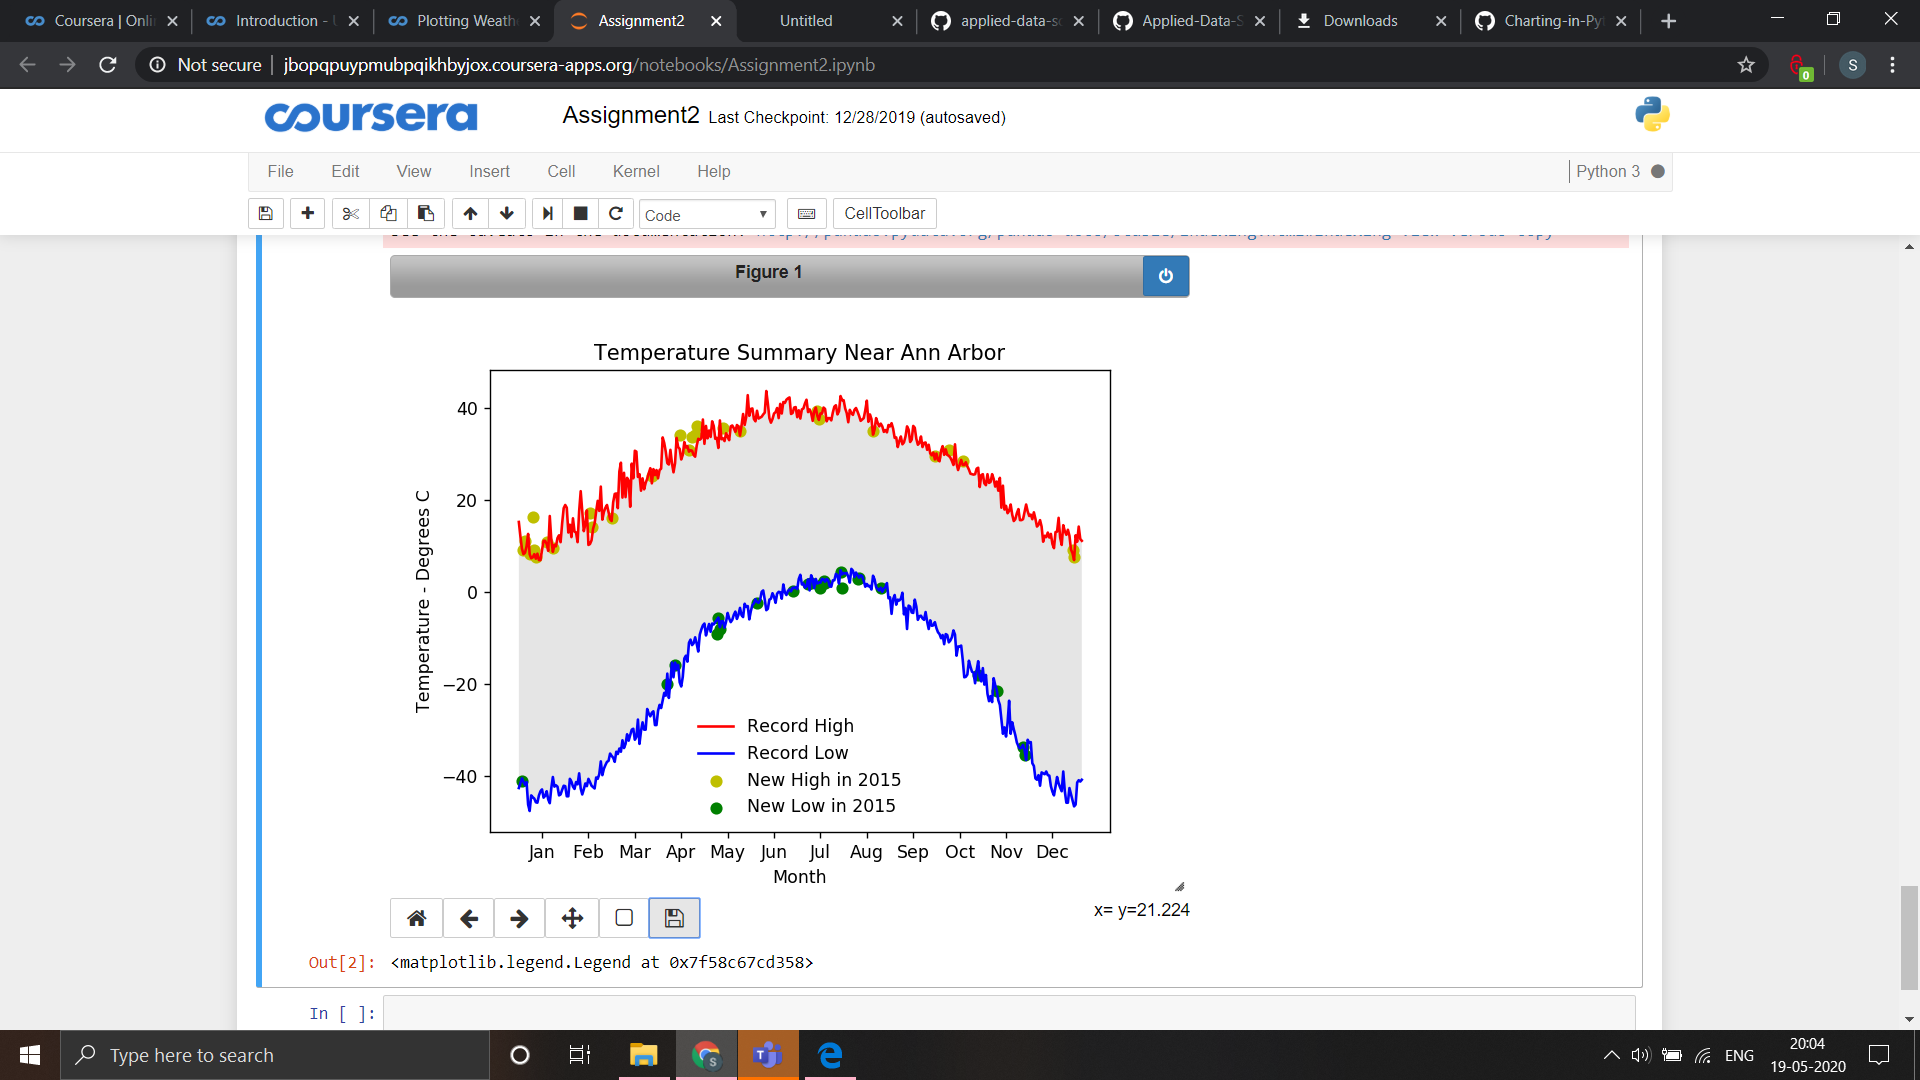 Coursera | Onli
Introduction - U
Plotting Weathe
Assignment2
Untitled
applied-data-sc
Applied-Data-S
Downloads
Charting-in-Pyt
Not secure | jbopqpuypmubpqikhbyjox.coursera-apps.org/notebooks/Assignment2.ipynb
0
S
coursera
Assignment2 Last Checkpoint: 12/28/2019 (autosaved)
File Edit View Insert Cell Kernel Help
Python 3
Code
CellToolbar
Figure 1
Temperature Summary Near Ann Arbor
40
20
0
−20
−40
Temperature - Degrees C
Record High
Record Low
New High in 2015
New Low in 2015
Jan Feb Mar Apr May Jun Jul Aug Sep Oct Nov Dec
Month
x= y=21.224
Out[2]: <matplotlib.legend.Legend at 0x7f58c67cd358>
In [ ]:
Type here to search
S
ENG
20:04
19-05-2020